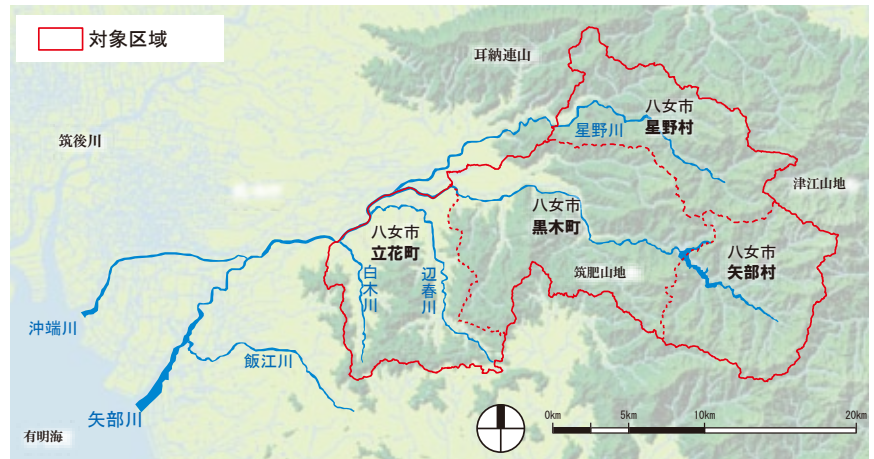 対象区域
耳納連山
八女市
星野村
星野川
筑後川
津江山地
八女市
黒木町
八女市
立花町
八女市
矢部村
筑肥山地
白木川
辺春川
沖端川
飯江川
矢部川
有明海
0km 5km 10km 20km